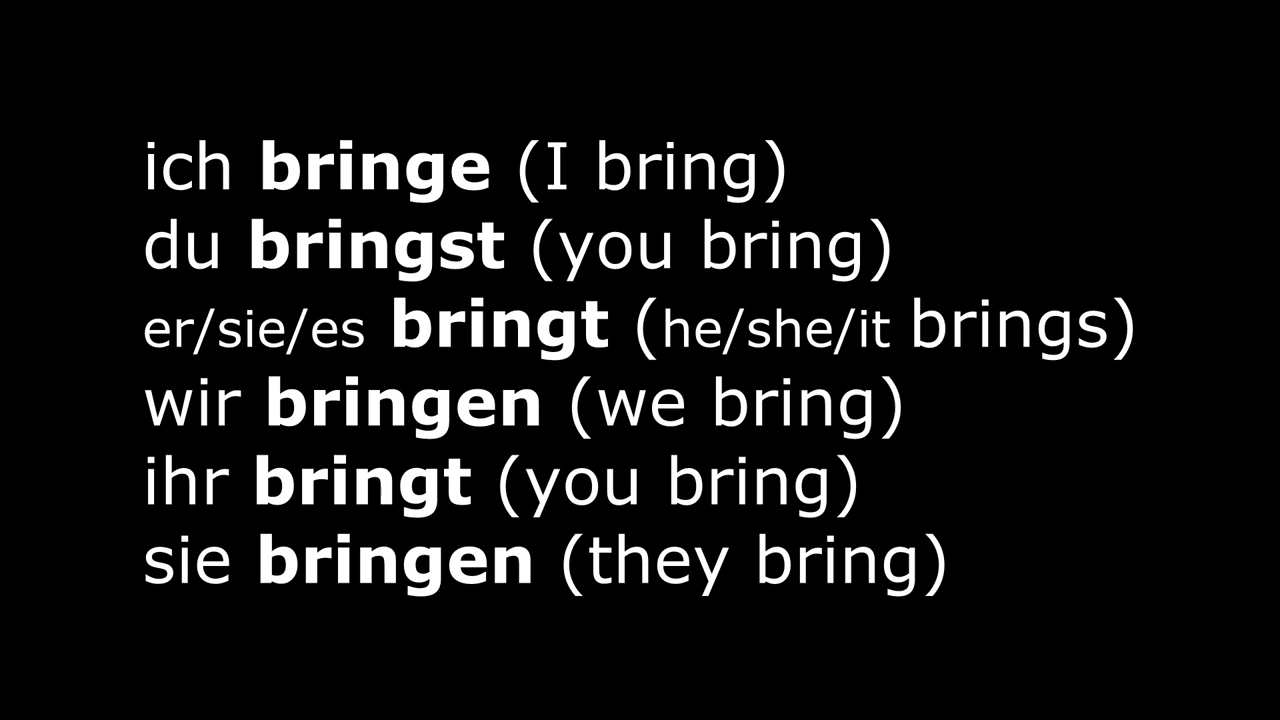 ich bringe (I bring)
du bringst (you bring)
er/sie/es bringt (he/she/it brings)
wir bringen (we bring)
ihr bringt (you bring)
sie bringen (they bring)